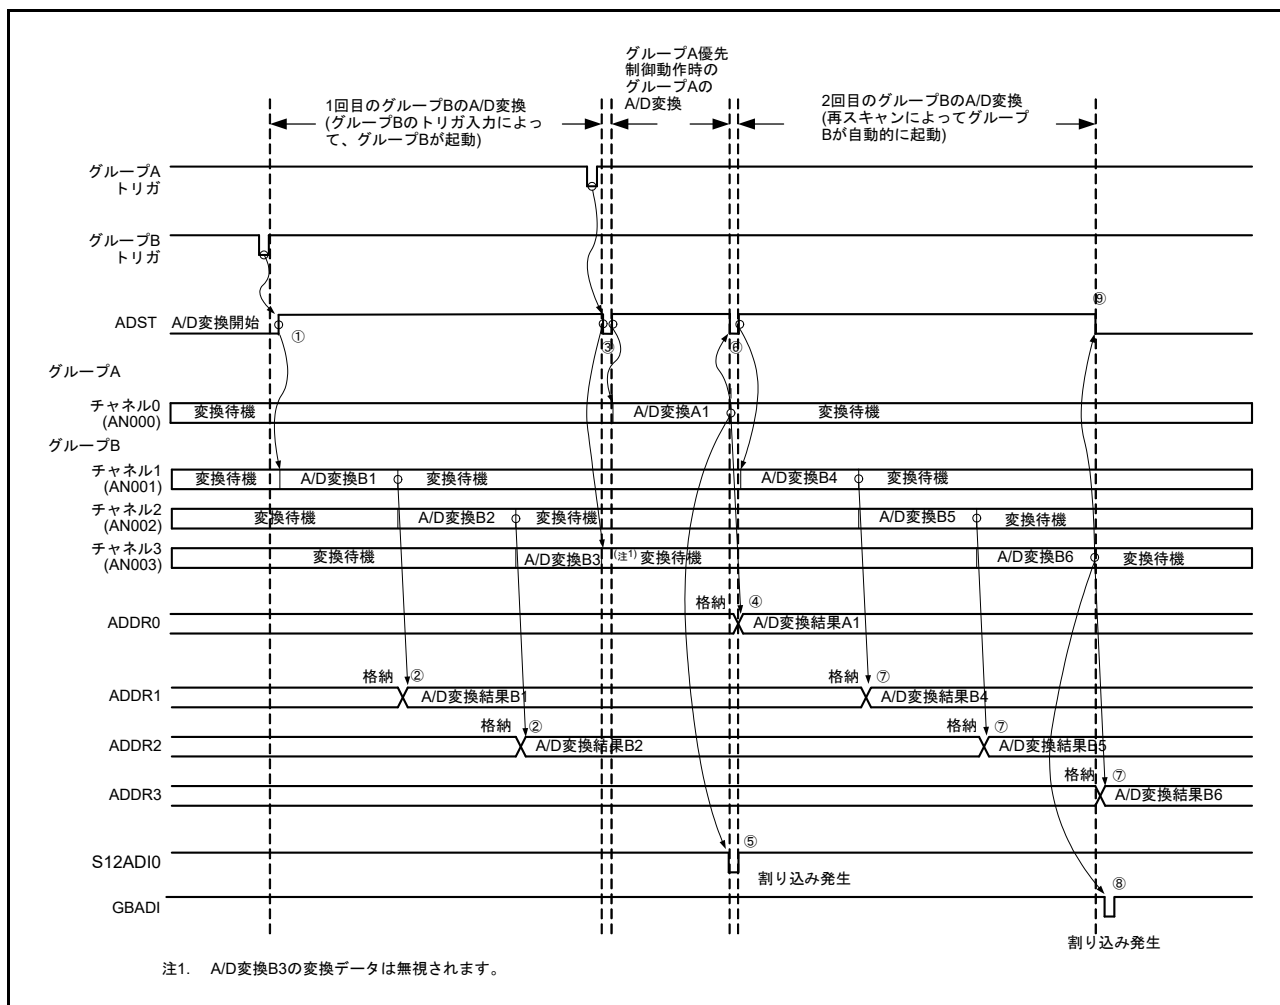 グループA優先
制御動作時の
グループAの
A/D変換
1回目のグループBのA/D変換
(グループBのトリガ入力によっ
て、グループBが起動)
2回目のグループBのA/D変換
(再スキャンによってグループ
Bが自動的に起動)
グループA
トリガ
グループB
トリガ
ADST
A/D変換開始
①
③
⑥
⑨
グループA
チャネル0
(AN000)
変換待機
A/D変換A1
変換待機
グループB
チャネル1
(AN001)
変換待機
A/D変換B1
変換待機
A/D変換B4
変換待機
チャネル2
(AN002)
変換待機
A/D変換B2
変換待機
A/D変換B5
変換待機
チャネル3
(AN003)
変換待機
A/D変換B3
(注1)
変換待機
A/D変換B6
変換待機
ADDR0
格納
④
A/D変換結果A1
ADDR1
格納
②
A/D変換結果B1
格納
⑦
A/D変換結果B4
ADDR2
格納
②
A/D変換結果B2
格納
⑦
A/D変換結果B5
ADDR3
格納
⑦
A/D変換結果B6
S12ADI0
⑤
割り込み発生
GBADI
⑧
割り込み発生
注1. A/D変換B3の変換データは無視されます。